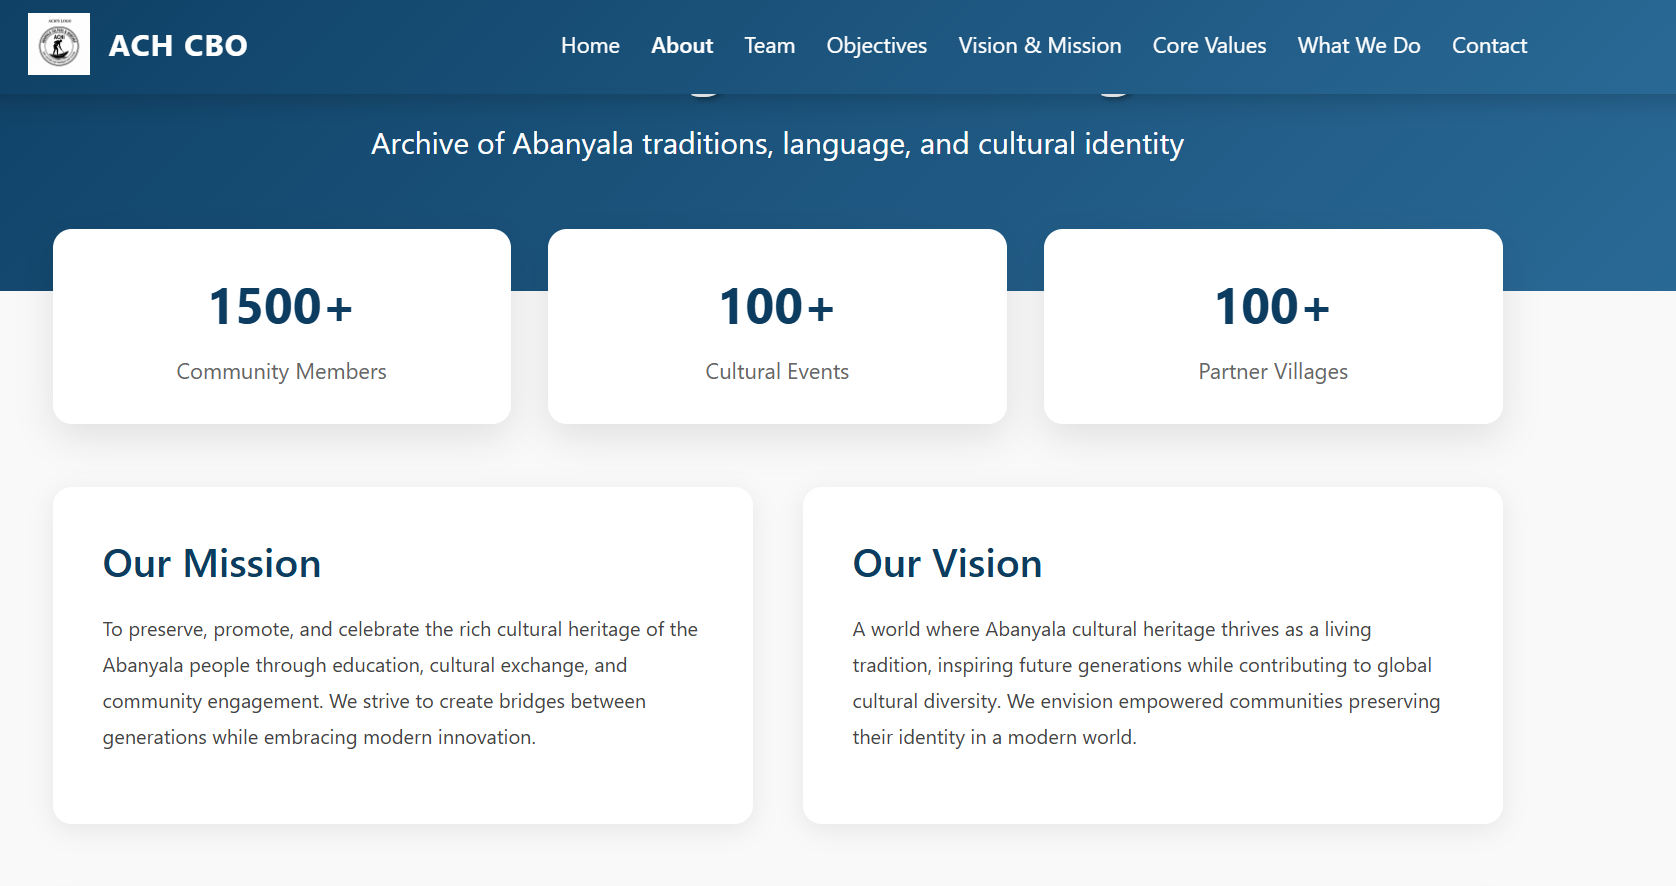 ACH'S LOGO
ACH CBO
Home About Team Objectives Vision & Mission Core Values What We Do Contact
Archive of Abanyala traditions, language, and cultural identity
1500+
Community Members
100+
Cultural Events
100+
Partner Villages
Our Mission
To preserve, promote, and celebrate the rich cultural heritage of the
Abanyala people through education, cultural exchange, and
community engagement. We strive to create bridges between
generations while embracing modern innovation.
Our Vision
A world where Abanyala cultural heritage thrives as a living
tradition, inspiring future generations while contributing to global
cultural diversity. We envision empowered communities preserving
their identity in a modern world.